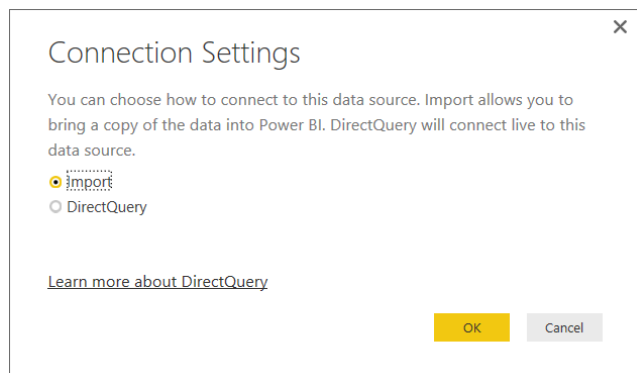 Connection Settings
You can choose how to connect to this data source. Import allows you to
bring a copy of the data into Power BI. DirectQuery will connect live to this
data source.
Import
DirectQuery
Learn more about DirectQuery
OK Cancel